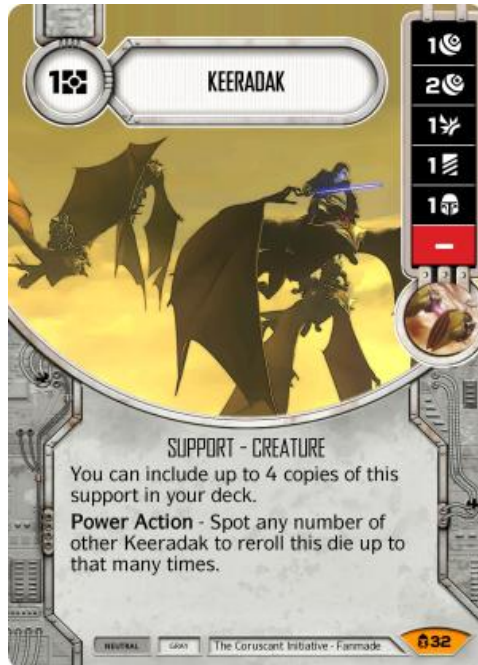 1
KEERADAK
1
2
1
1
1
–
SUPPORT - CREATURE
You can include up to 4 copies of this
support in your deck.
Power Action - Spot any number of
other Keeradak to reroll this die up to
that many times.
NEUTRAL GRAY The Coruscant Initiative - Fanmade 32